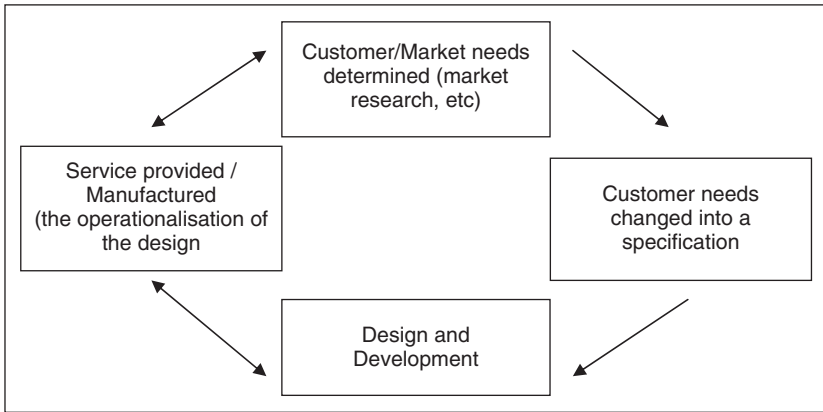 Customer/Market needs
determined (market
research, etc)
Service provided /
Manufactured
(the operationalisation of
the design
Customer needs
changed into a
specification
Design and
Development